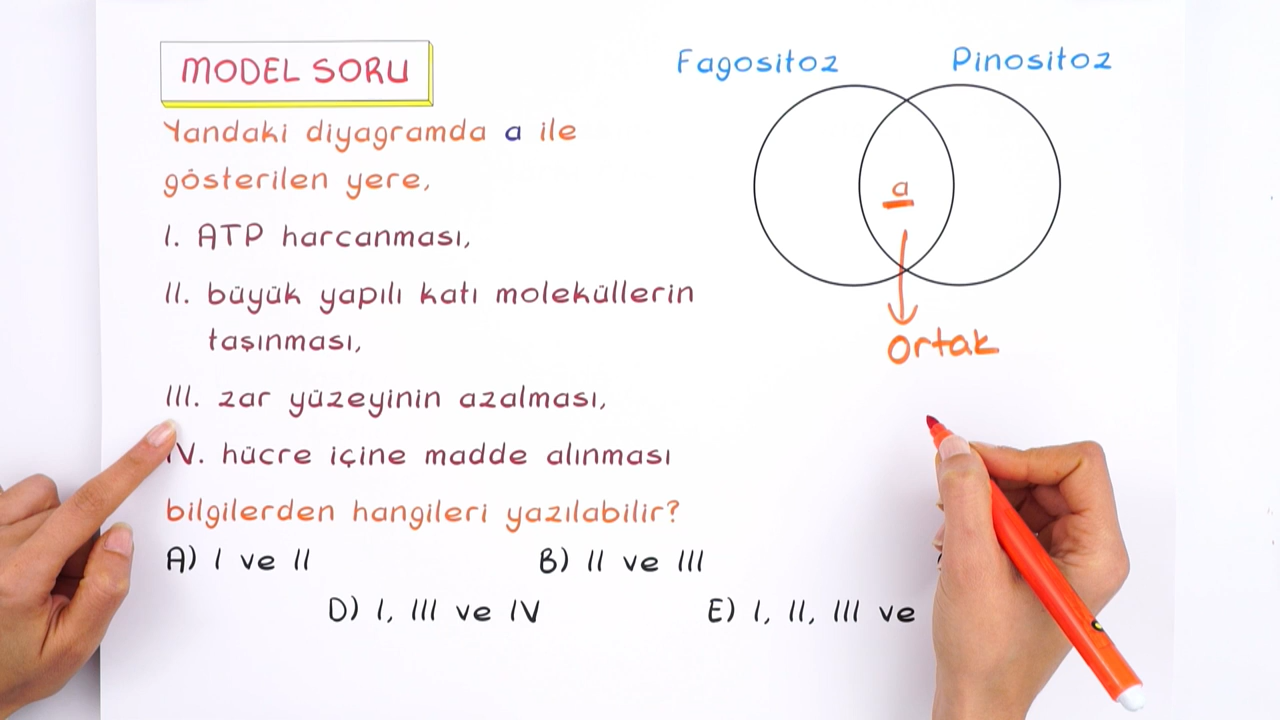 MODEL SORU
Fagositoz
Pinositoz
Yandaki diyagramda a ile
gösterilen yere,
I. ATP harcanması,
II. büyük yapılı katı moleküllerin
taşınması,
III. zar yüzeyinin azalması,
IV. hücre içine madde alınması
bilgilerden hangileri yazılabilir?
A) I ve II
B) II ve III
D) I, III ve IV
E) I, II, III ve
a
ortak